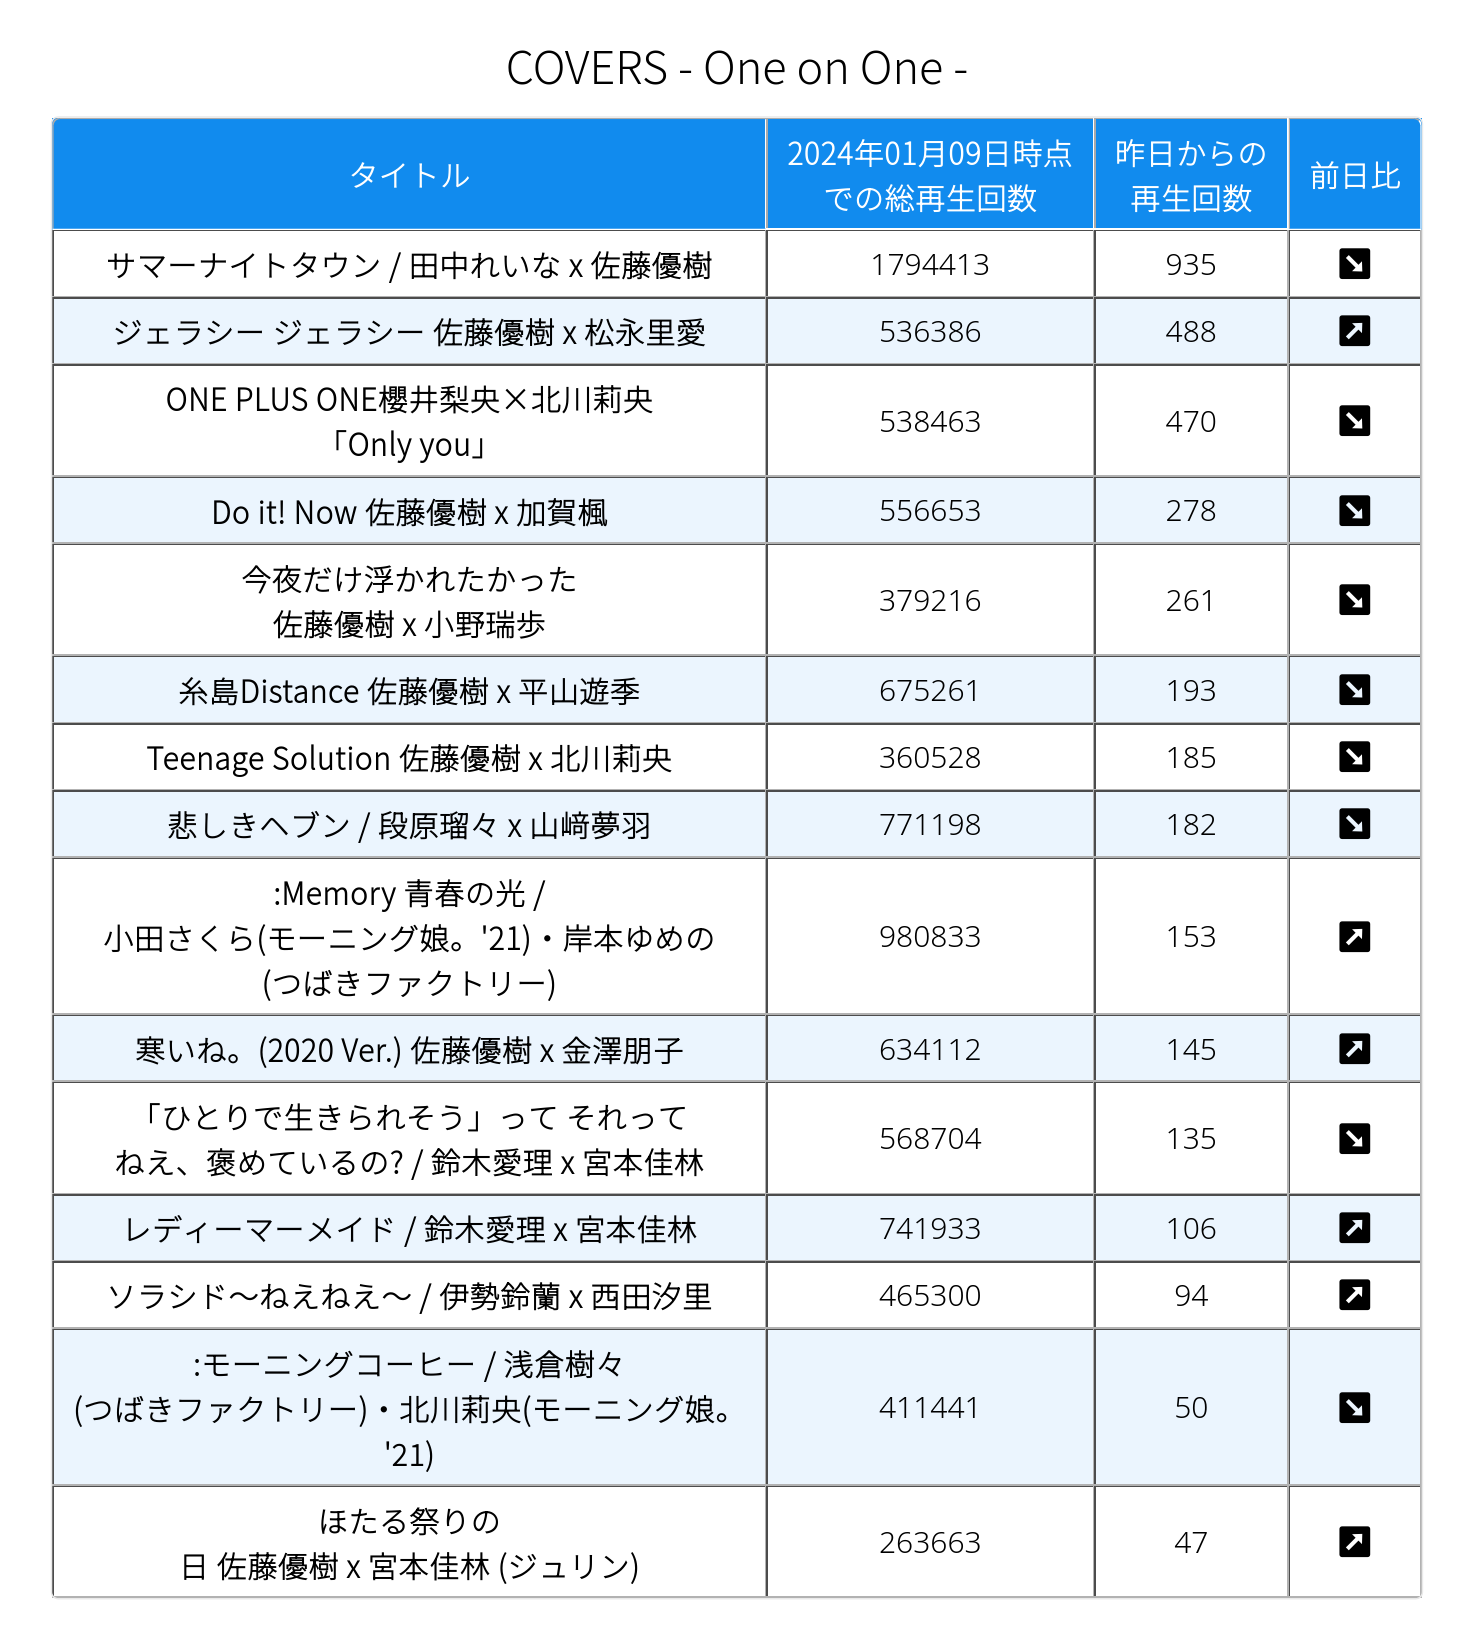 COVERS - One on One -
タイトル
2024年01月09日時点
での総再生回数
昨日からの
再生回数
前日比
サマーナイトタウン / 田中れいな x 佐藤優樹
1794413
935
ジェラシー ジェラシー 佐藤優樹 x 松永里愛
536386
488
ONE PLUS ONE櫻井梨央×北川莉央
「Only you」
538463
470
Do it! Now 佐藤優樹 x 加賀楓
556653
278
今夜だけ浮かれたかった
佐藤優樹 x 小野瑞歩
379216
261
糸島Distance 佐藤優樹 x 平山遊季
675261
193
Teenage Solution 佐藤優樹 x 北川莉央
360528
185
悲しきヘブン / 段原瑠々 x 山﨑夢羽
771198
182
:Memory 青春の光 /
小田さくら(モーニング娘。'21)・岸本ゆめの
(つばきファクトリー)
980833
153
寒いね。(2020 Ver.) 佐藤優樹 x 金澤朋子
634112
145
「ひとりで生きられそう」って それって
ねえ、褒めているの? / 鈴木愛理 x 宮本佳林
568704
135
レディーマーメイド / 鈴木愛理 x 宮本佳林
741933
106
ソラシド〜ねえねえ〜 / 伊勢鈴蘭 x 西田汐里
465300
94
:モーニングコーヒー / 浅倉樹々
(つばきファクトリー)・北川莉央(モーニング娘。
'21)
411441
50
ほたる祭りの
日 佐藤優樹 x 宮本佳林 (ジュリン)
263663
47